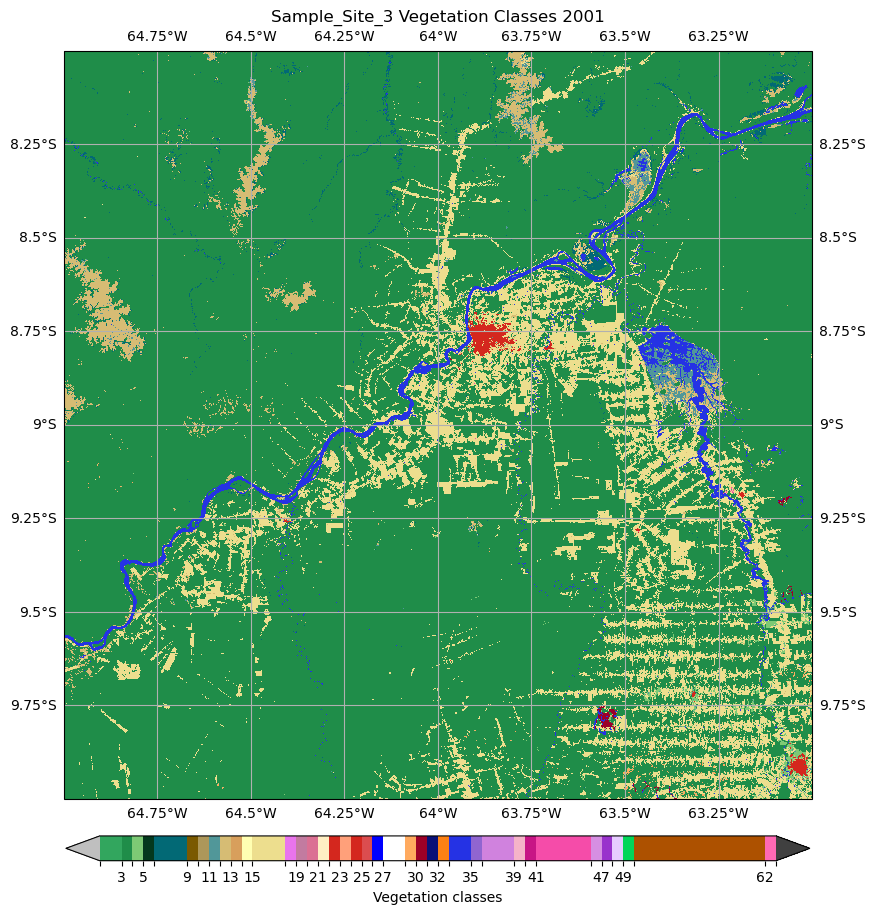 Sample_Site_3 Vegetation Classes 2001
64.75°W 64.5°W 64.25°W 64°W 63.75°W 63.5°W 63.25°W
8.25°S 8.25°S
8.5°S 8.5°S
8.75°S 8.75°S
9°S 9°S
9.25°S 9.25°S
9.5°S 9.5°S
9.75°S 9.75°S
64.75°W 64.5°W 64.25°W 64°W 63.75°W 63.5°W 63.25°W
3 5 9 11 13 15 19 21 23 25 27 30 32 35 39 41 47 49 62
Vegetation classes